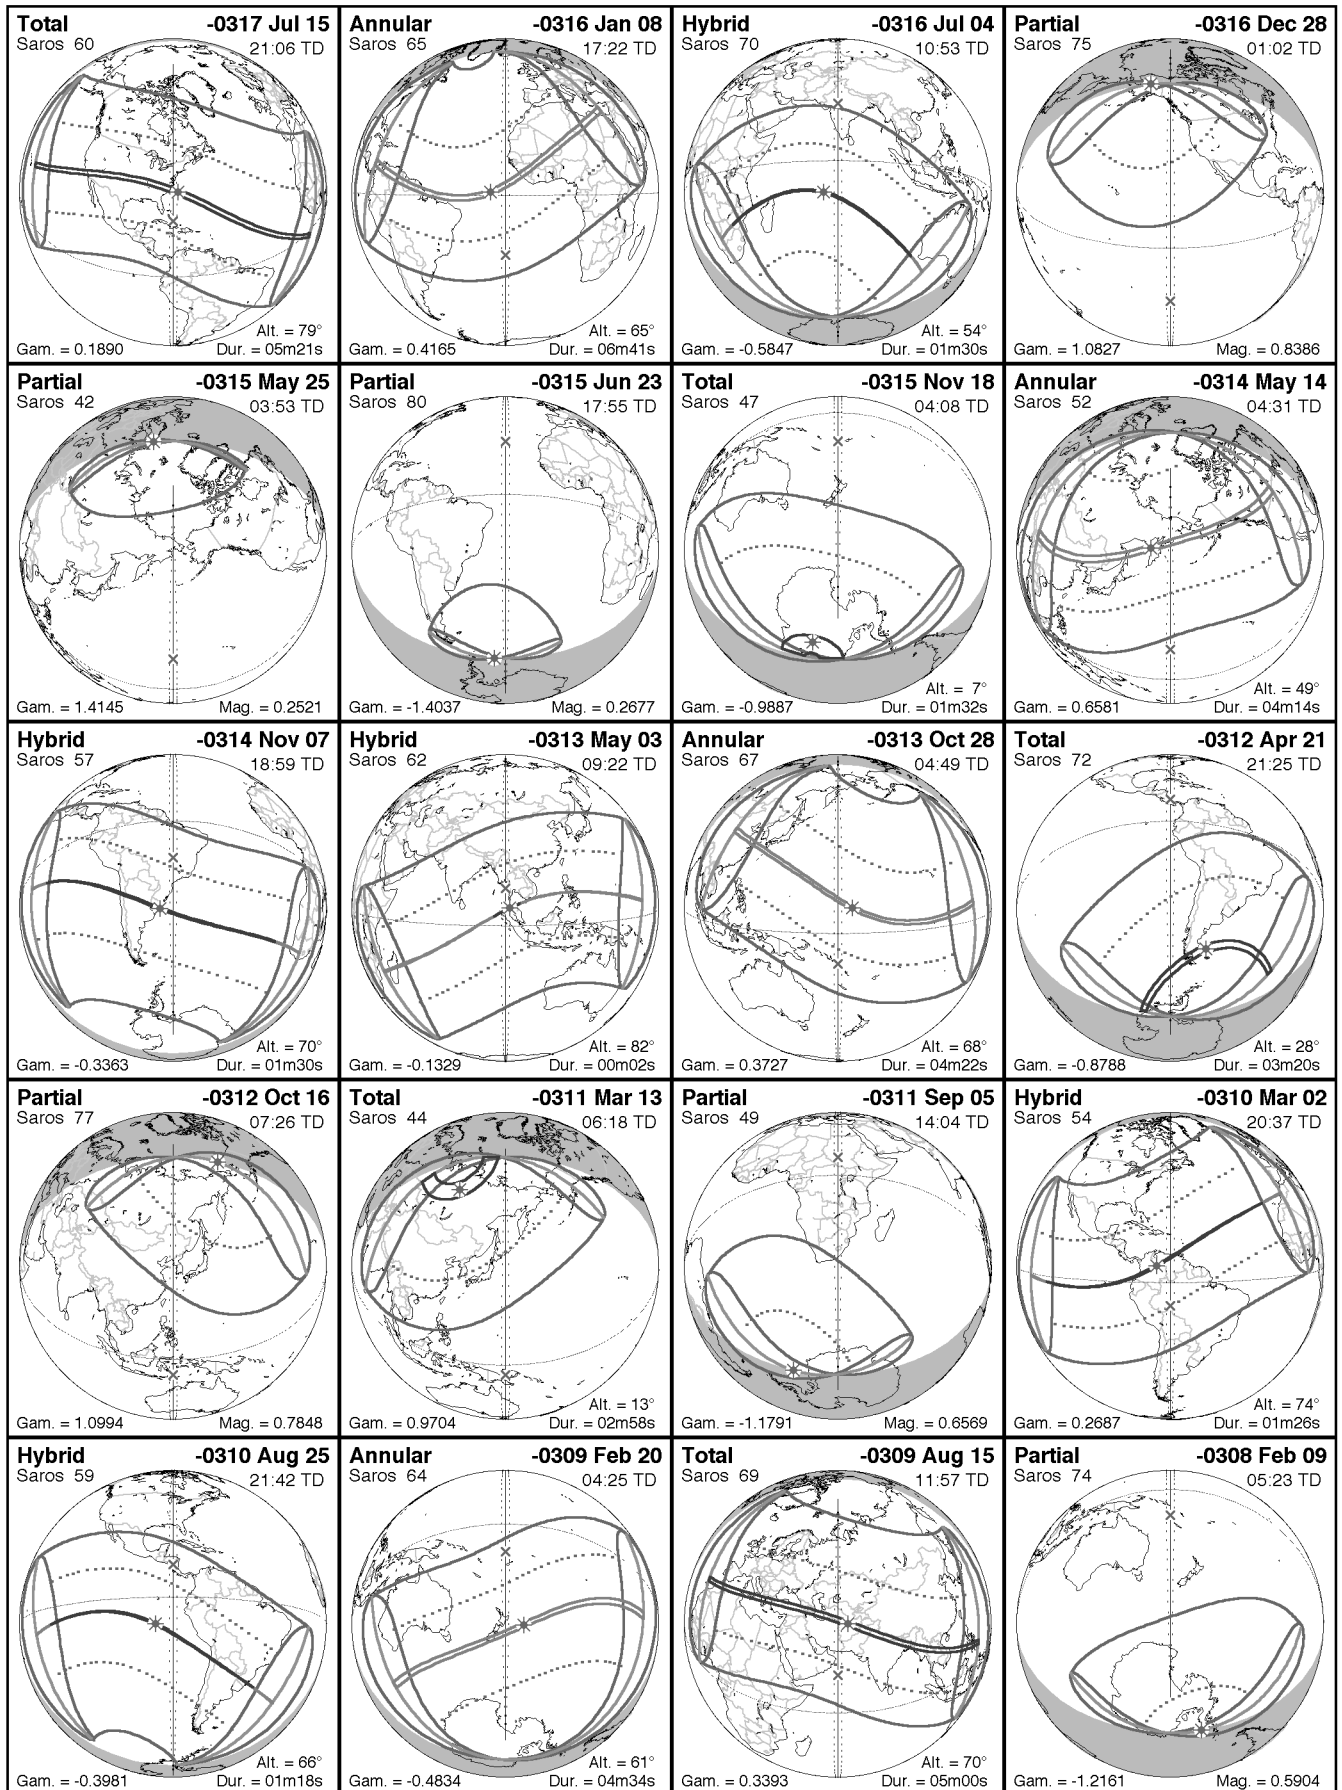 Total -0317 Jul 15
Saros 60 21:06 TD
Alt. = 79°
Gam. = 0.1890 Dur. = 05m21s
Annular -0316 Jan 08
Saros 65 17:22 TD
Alt. = 65°
Gam. = 0.4165 Dur. = 06m41s
Hybrid -0316 Jul 04
Saros 70 10:53 TD
Alt. = 54°
Gam. = -0.5847 Dur. = 01m30s
Partial -0316 Dec 28
Saros 75 01:02 TD
Gam. = 1.0827 Mag. = 0.8386
Partial -0315 May 25
Saros 42 03:53 TD
Gam. = 1.4145 Mag. = 0.2521
Partial -0315 Jun 23
Saros 80 17:55 TD
Gam. = -1.4037 Mag. = 0.2677
Total -0315 Nov 18
Saros 47 04:08 TD
Alt. = 7°
Gam. = -0.9887 Dur. = 01m32s
Annular -0314 May 14
Saros 52 04:31 TD
Alt. = 49°
Gam. = 0.6581 Dur. = 04m14s
Hybrid -0314 Nov 07
Saros 57 18:59 TD
Alt. = 70°
Gam. = -0.3363 Dur. = 01m30s
Hybrid -0313 May 03
Saros 62 09:22 TD
Alt. = 82°
Gam. = -0.1329 Dur. = 00m02s
Annular -0313 Oct 28
Saros 67 04:49 TD
Alt. = 68°
Gam. = 0.3727 Dur. = 04m22s
Total -0312 Apr 21
Saros 72 21:25 TD
Alt. = 28°
Gam. = -0.8788 Dur. = 03m20s
Partial -0312 Oct 16
Saros 77 07:26 TD
Gam. = 1.0994 Mag. = 0.7848
Total -0311 Mar 13
Saros 44 06:18 TD
Alt. = 13°
Gam. = 0.9704 Dur. = 02m58s
Partial -0311 Sep 05
Saros 49 14:04 TD
Gam. = -1.1791 Mag. = 0.6569
Hybrid -0310 Mar 02
Saros 54 20:37 TD
Alt. = 74°
Gam. = 0.2687 Dur. = 01m26s
Hybrid -0310 Aug 25
Saros 59 21:42 TD
Alt. = 66°
Gam. = -0.3981 Dur. = 01m18s
Annular -0309 Feb 20
Saros 64 04:25 TD
Alt. = 61°
Gam. = -0.4834 Dur. = 04m34s
Total -0309 Aug 15
Saros 69 11:57 TD
Alt. = 70°
Gam. = 0.3393 Dur. = 05m00s
Partial -0308 Feb 09
Saros 74 05:23 TD
Gam. = -1.2161 Mag. = 0.5904